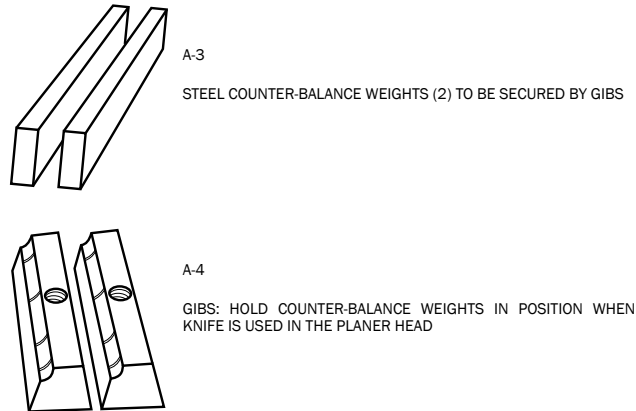 A-3
STEEL COUNTER-BALANCE WEIGHTS (2) TO BE SECURED BY GIBS
A-4
GIBS: HOLD COUNTER-BALANCE WEIGHTS IN POSITION WHEN
KNIFE IS USED IN THE PLANER HEAD